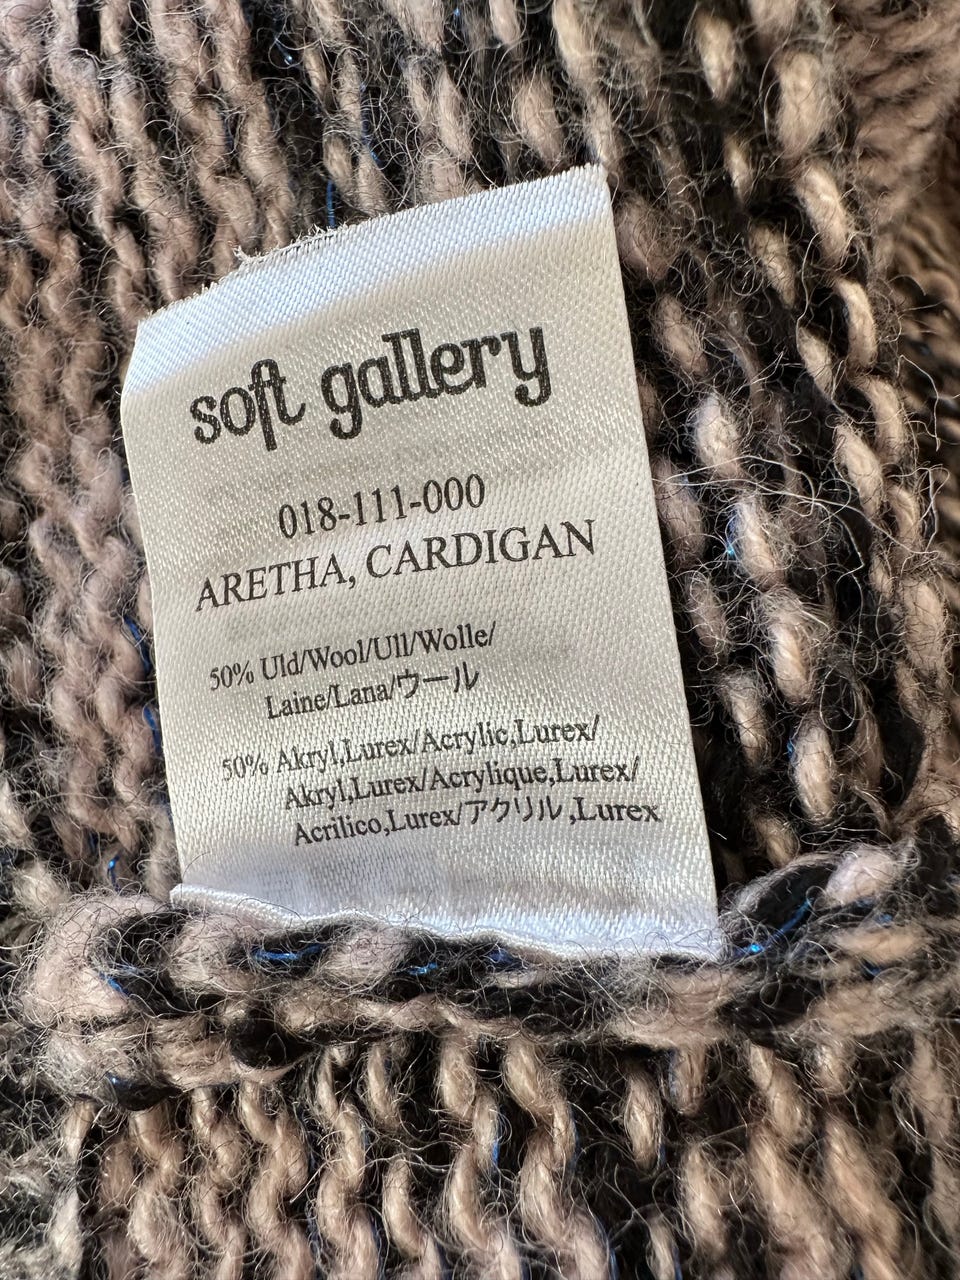 soft gallery
018-111-000
ARETHA, CARDIGAN
50% Uld/Wool/Ull/Wolle/
Laine/Lana/ウール
50% Akryl,Lurex/Acrylic,Lurex/
Akryl,Lurex/Acrylique,Lurex/
Acrilico,Lurex/アクリル,Lurex